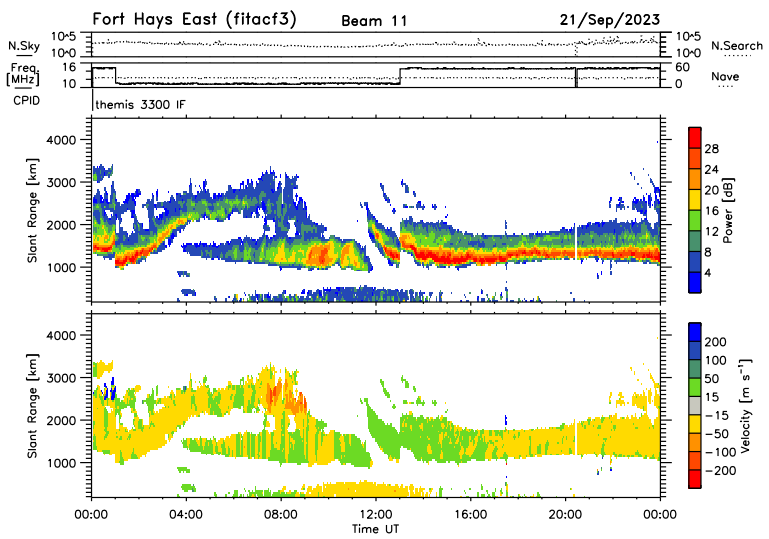 Fort Hays East (fitacf3) Beam 11 21/Sep/2023
N.Sky 10^5 10^0 10^5 10^0 N.Search
Freq. [MHz] 16 10 60 0 Nave
CPID themis 3300 IF
Slant Range [km] 4000 3000 2000 1000
Power [dB] 28 24 20 16 12 8 4
Slant Range [km] 4000 3000 2000 1000
Velocity [m s⁻¹] 200 100 50 15 −15 −50 −100 −200
00:00 04:00 08:00 12:00 16:00 20:00 00:00
Time UT